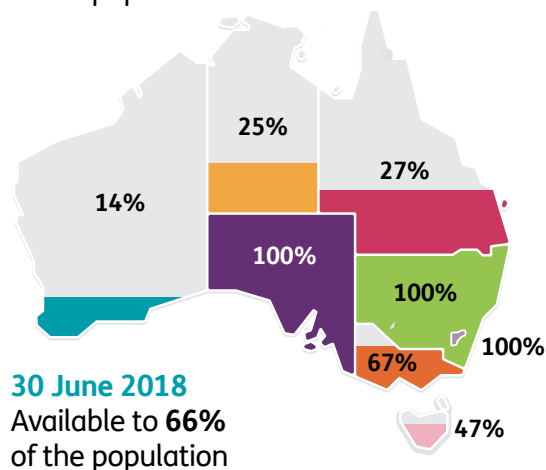 25%
27%
14%
100%
100%
100%
67%
30 June 2018
Available to 66%
of the population
47%